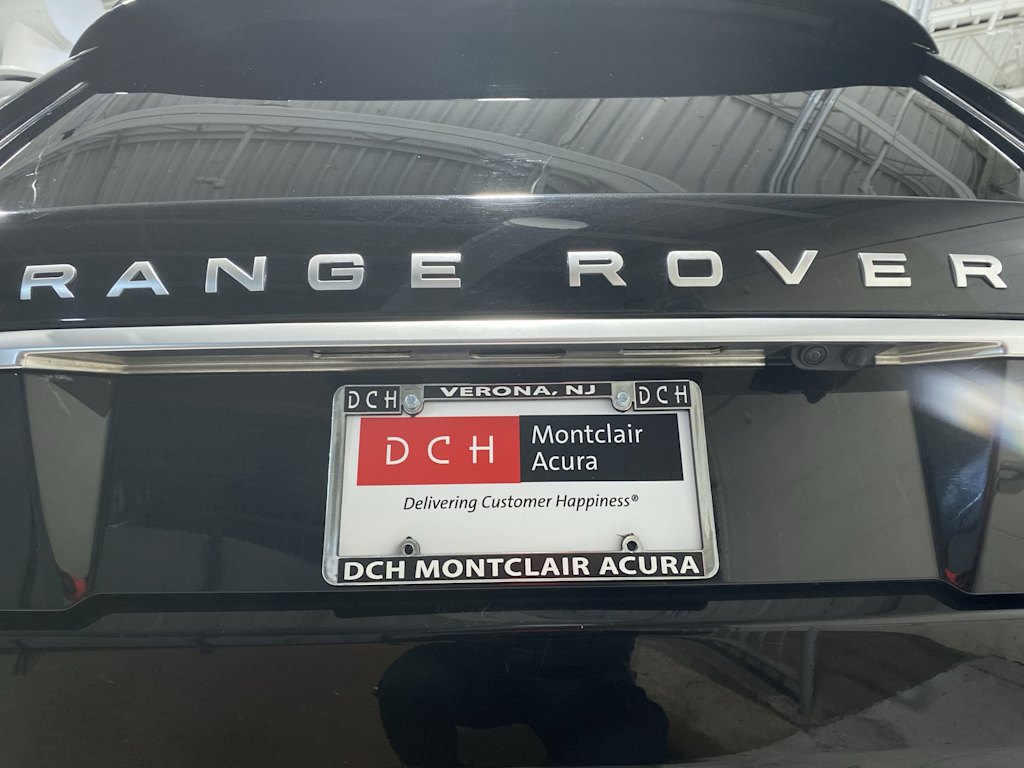 RANGE ROVER
DCH VERONA, NJ DCH
DCH Montclair
Acura
Delivering Customer Happiness®
DCH MONTCLAIR ACURA